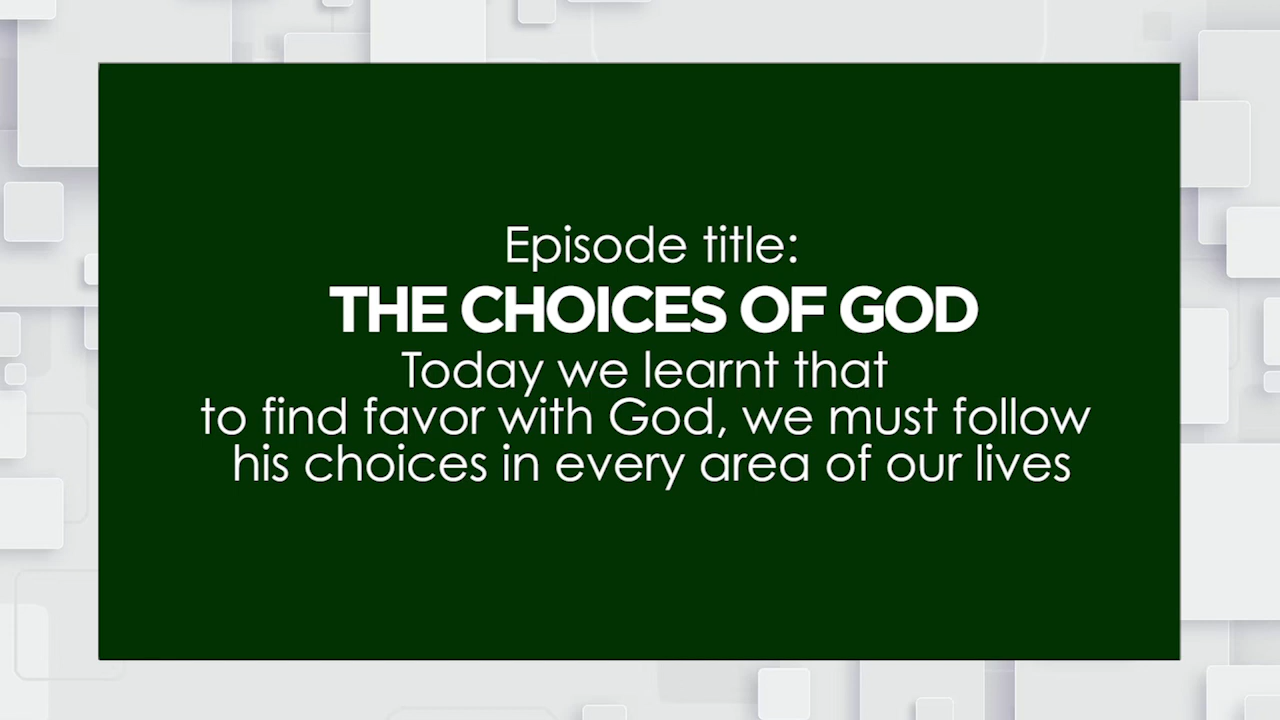 Episode title:
THE CHOICES OF GOD
Today we learnt that
to find favor with God, we must follow
his choices in every area of our lives